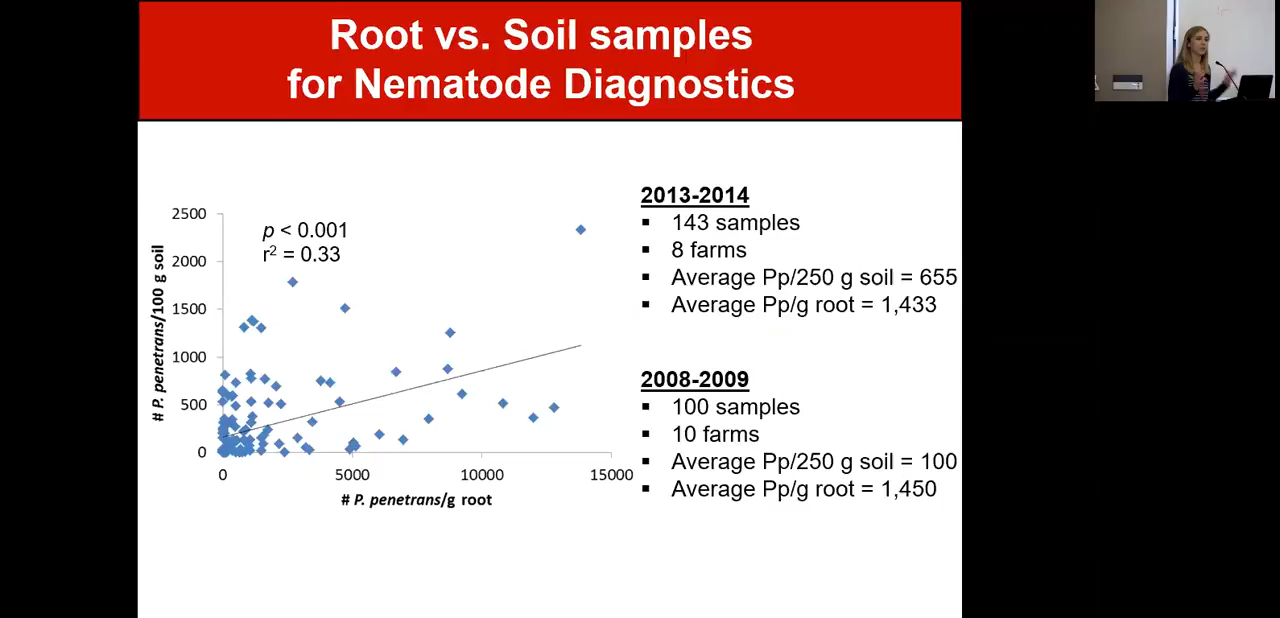 Root vs. Soil samples
for Nematode Diagnostics
2500
2000
1500
1000
500
0
# P. penetrans/100 g soil
p < 0.001
r² = 0.33
0
5000
10000
15000
# P. penetrans/g root
2013-2014
▪ 143 samples
▪ 8 farms
▪ Average Pp/250 g soil = 655
▪ Average Pp/g root = 1,433
2008-2009
▪ 100 samples
▪ 10 farms
▪ Average Pp/250 g soil = 100
▪ Average Pp/g root = 1,450